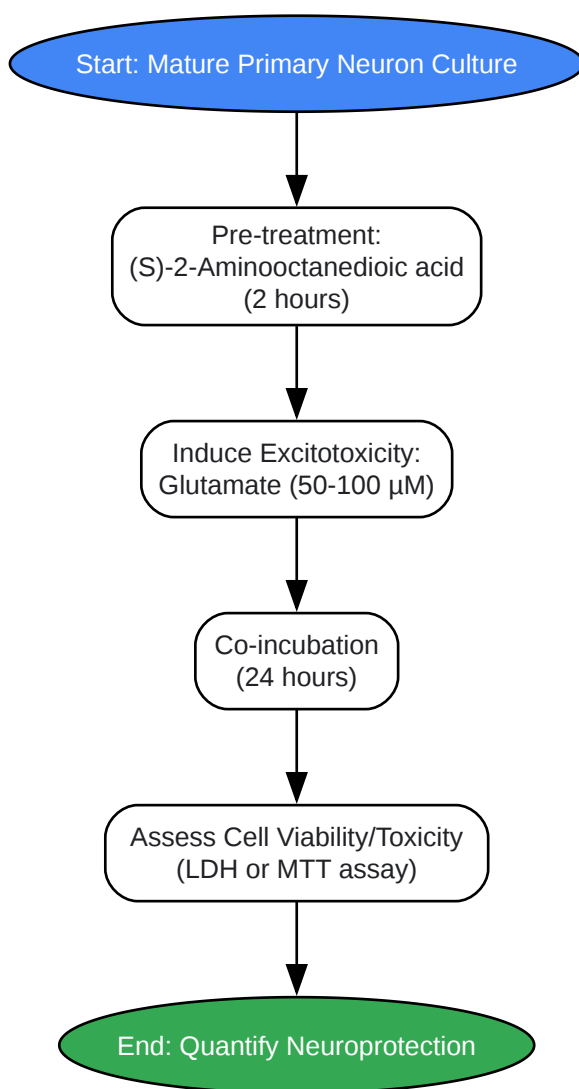 Start: Mature Primary Neuron Culture
Pre-treatment:
(S)-2-Aminooctanedioic acid
(2 hours)
Induce Excitotoxicity:
Glutamate (50-100 µM)
Co-incubation
(24 hours)
Assess Cell Viability/Toxicity
(LDH or MTT assay)
End: Quantify Neuroprotection